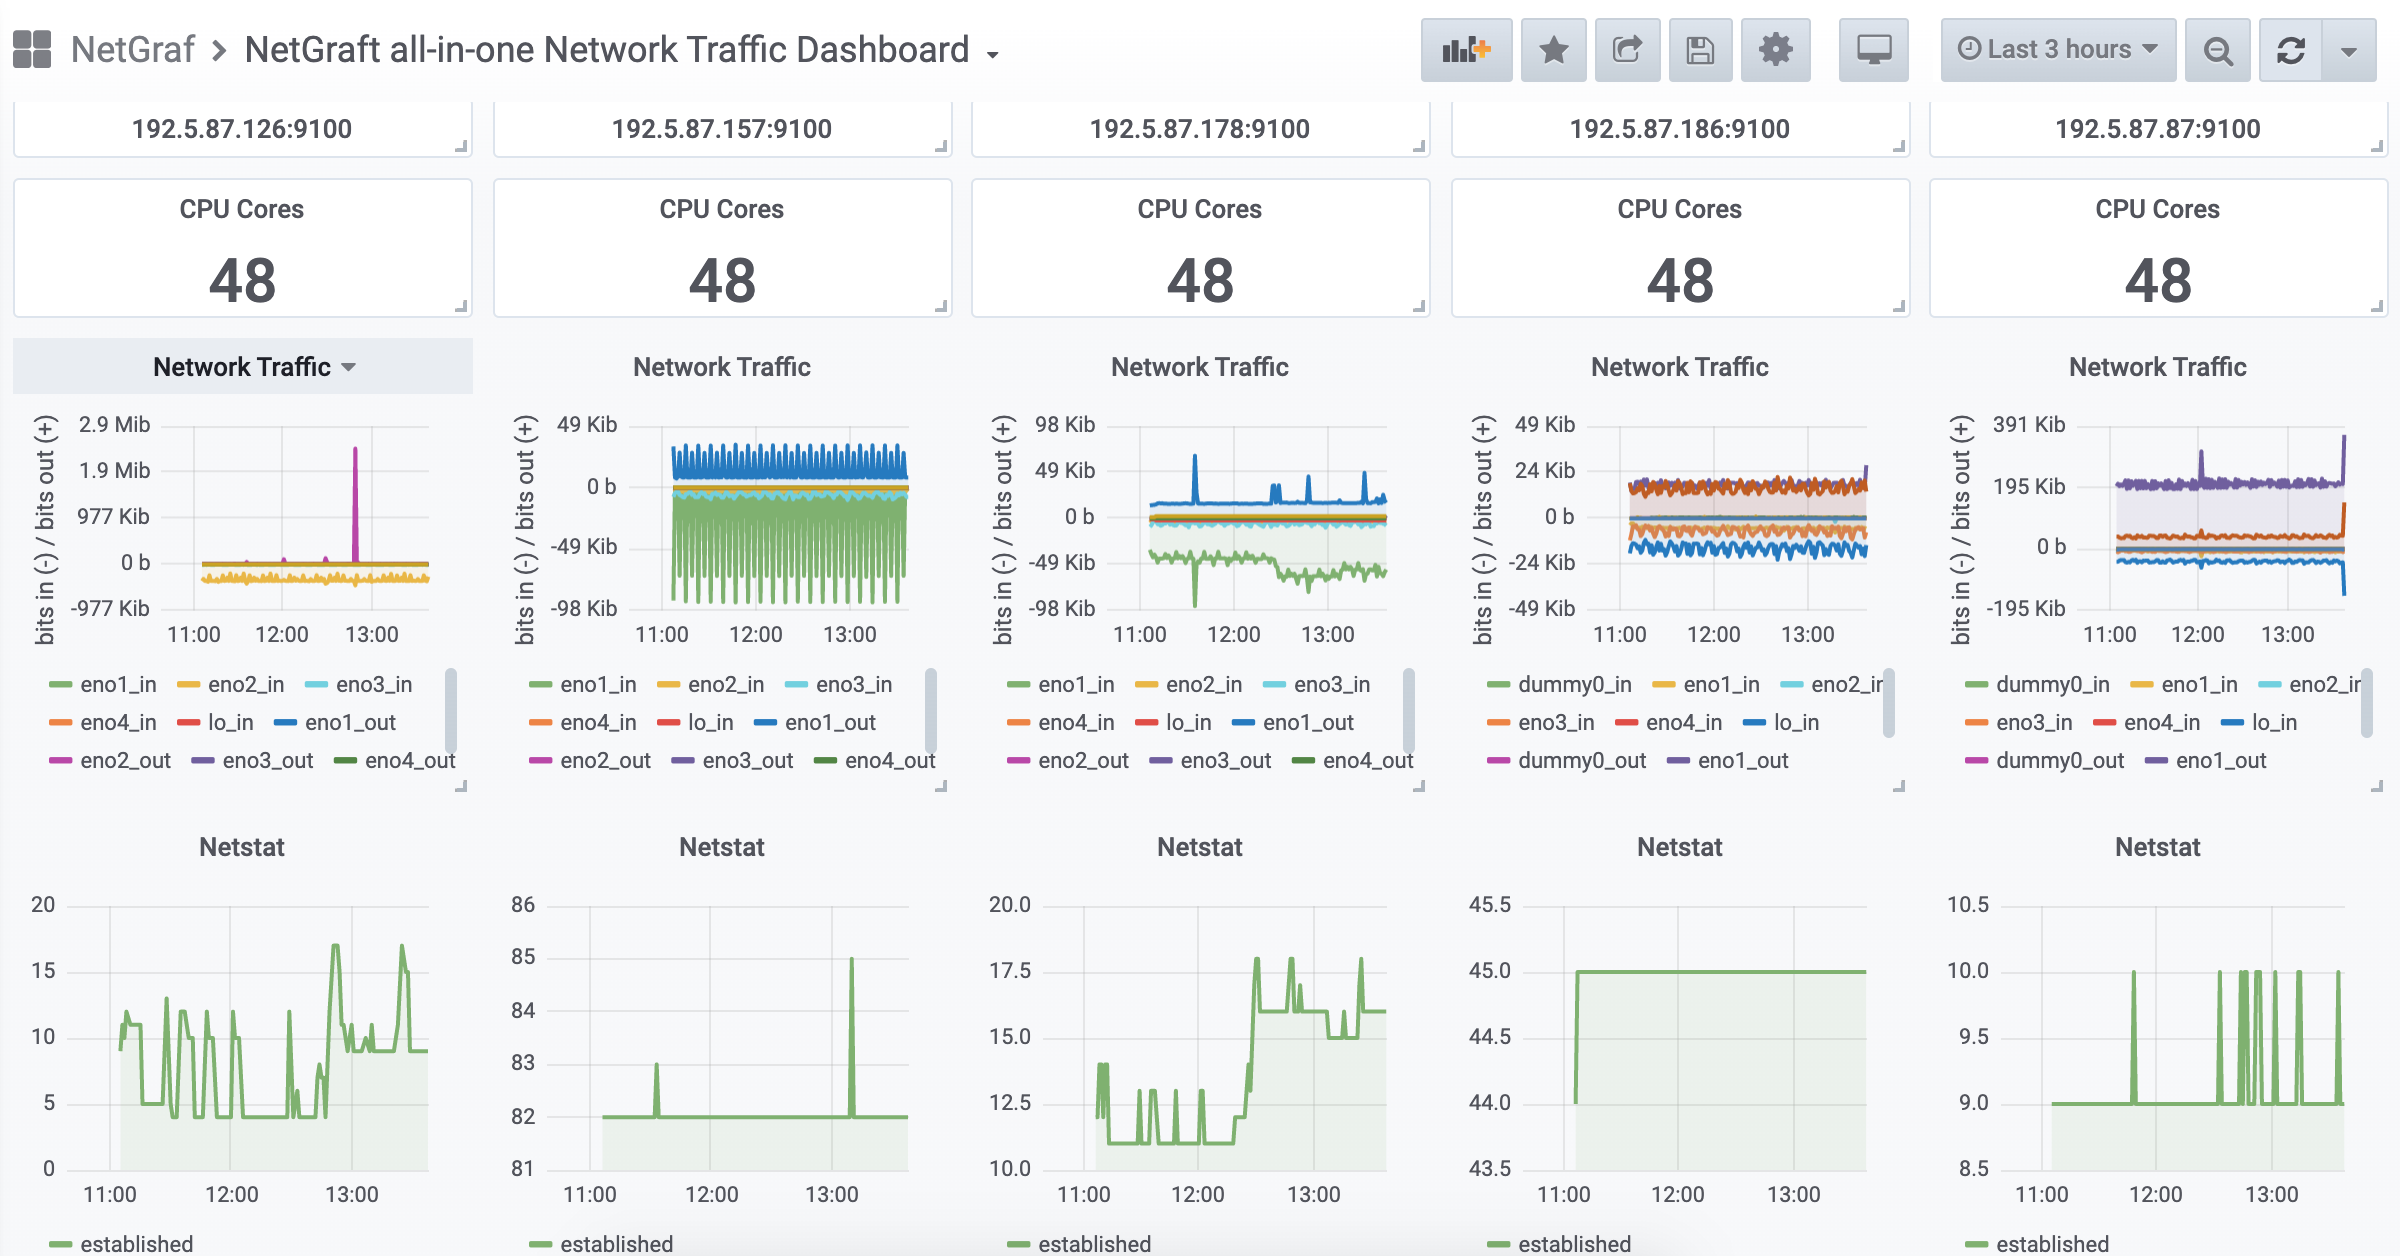 NetGraf > NetGraft all-in-one Network Traffic Dashboard
Last 3 hours
192.5.87.126:9100
192.5.87.157:9100
192.5.87.178:9100
192.5.87.186:9100
192.5.87.87:9100
CPU Cores
48
CPU Cores
48
CPU Cores
48
CPU Cores
48
CPU Cores
48
Network Traffic
bits in (-) / bits out (+)
2.9 Mib
1.9 Mib
977 Kib
0 b
-977 Kib
11:00 12:00 13:00
eno1_in eno2_in eno3_in
eno4_in lo_in eno1_out
eno2_out eno3_out eno4_out
Network Traffic
bits in (-) / bits out (+)
49 Kib
0 b
-49 Kib
-98 Kib
11:00 12:00 13:00
eno1_in eno2_in eno3_in
eno4_in lo_in eno1_out
eno2_out eno3_out eno4_out
Network Traffic
bits in (-) / bits out (+)
98 Kib
49 Kib
0 b
-49 Kib
-98 Kib
11:00 12:00 13:00
eno1_in eno2_in eno3_in
eno4_in lo_in eno1_out
eno2_out eno3_out eno4_out
Network Traffic
bits in (-) / bits out (+)
49 Kib
24 Kib
0 b
-24 Kib
-49 Kib
11:00 12:00 13:00
dummy0_in eno1_in eno2_in
eno3_in eno4_in lo_in
dummy0_out eno1_out
Network Traffic
bits in (-) / bits out (+)
391 Kib
195 Kib
0 b
-195 Kib
11:00 12:00 13:00
dummy0_in eno1_in eno2_in
eno3_in eno4_in lo_in
dummy0_out eno1_out
Netstat
20
15
10
5
0
11:00 12:00 13:00
established
Netstat
86
85
84
83
82
81
11:00 12:00 13:00
established
Netstat
20.0
17.5
15.0
12.5
10.0
11:00 12:00 13:00
established
Netstat
45.5
45.0
44.5
44.0
43.5
11:00 12:00 13:00
established
Netstat
10.5
10.0
9.5
9.0
8.5
11:00 12:00 13:00
established